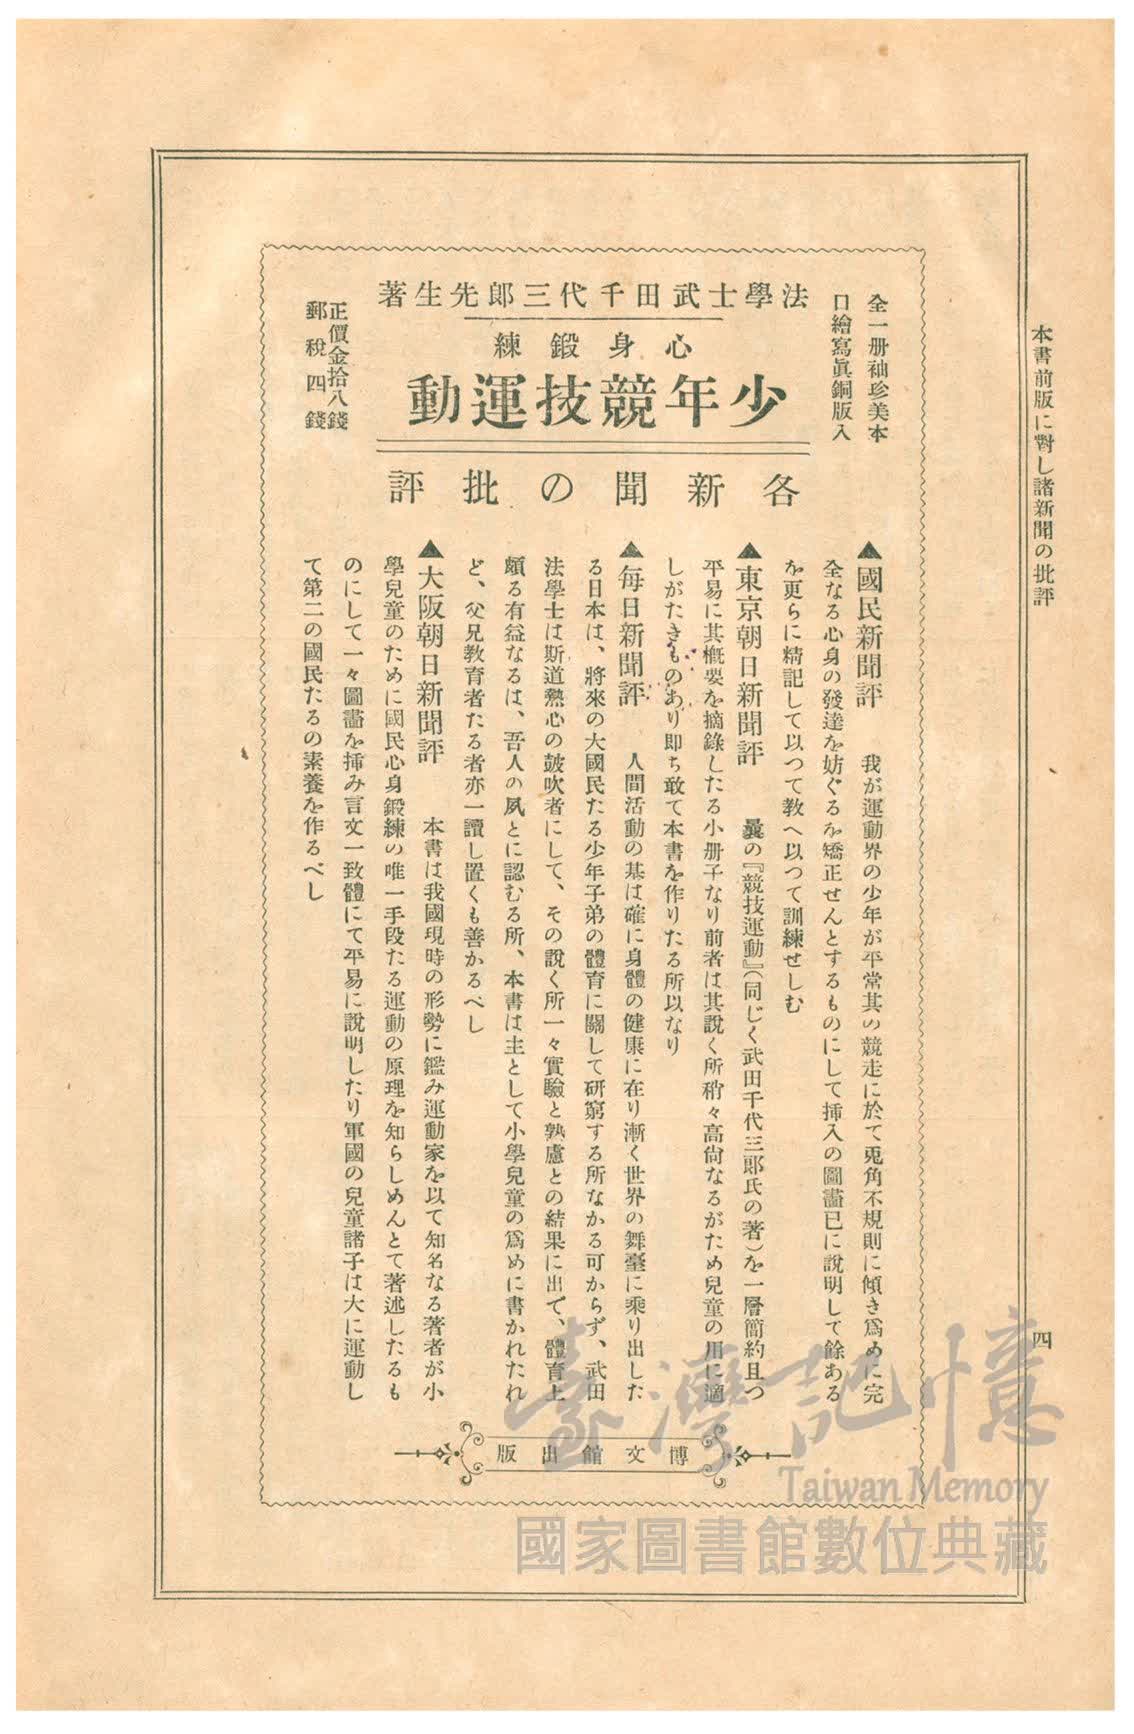 本書前版に對し諸新聞の批評
四
全一册袖珍美本
口繪寫眞銅版入
法學士武田千代三郎先生著
心身鍛練
少年競技運動
正價金拾八錢
郵税四錢
各新聞の批評
▲國民新聞評　我が運動界の少年が平常其の競走に於て兎角不規則に傾き爲めに完
全なる心身の發達を妨ぐるを矯正せんとするものにして挿入の圖畫已に說明して餘ある
を更らに精記して以つて教へ以つて訓練せしむ
▲東京朝日新聞評　曩の『競技運動』（同じく武田千代三郎氏の著）を一層簡約且つ
平易に其概要を摘錄したる小册子なり前者は其說く所稍々高尙なるがため兒童の用に適
しがたきものあり即ち敢て本書を作りたる所以なり
▲每日新聞評　人間活動の基は確に身體の健康に在り漸く世界の舞臺に乘り出した
る日本は、將來の大國民たる少年子弟の體育に關して研窮する所なかる可からず、武田
法學士は斯道熱心の鼓吹者にして、その說く所一々實驗と熟慮との結果に出で、體育上
頗る有益なるは、吾人の夙とに認むる所、本書は主として小學兒童の爲めに書かれたれ
ど、父兄教育者たる者亦一讀し置くも善かるべし
▲大阪朝日新聞評　本書は我國現時の形勢に鑑み運動家を以て知名なる著者が小
學兒童のために國民心身鍛練の唯一手段たる運動の原理を知らしめんとて著述したるも
のにして一々圖畫を挿み言文一致體にて平易に說明したり軍國の兒童諸子は大に運動し
て第二の國民たるの素養を作るべし
博文館出版
臺灣記憶
Taiwan Memory
國家圖書館數位典藏